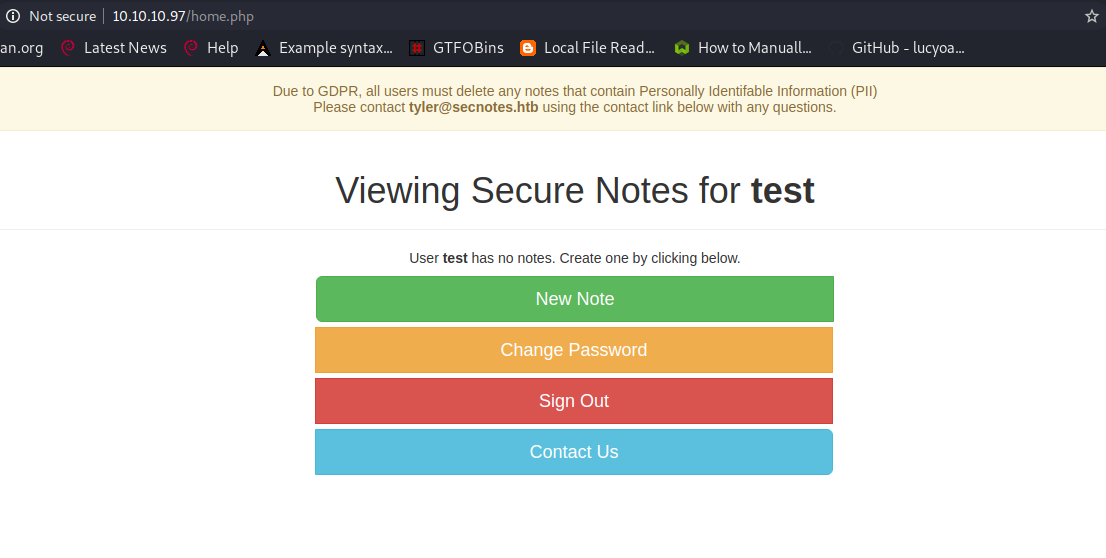 Not secure | 10.10.10.97/home.php
an.org Latest News Help Example syntax... GTFOBins Local File Read... How to Manuall... GitHub - lucyoa...
Due to GDPR, all users must delete any notes that contain Personally Identifable Information (PII)
Please contact tyler@secnotes.htb using the contact link below with any questions.
Viewing Secure Notes for test
User test has no notes. Create one by clicking below.
New Note
Change Password
Sign Out
Contact Us